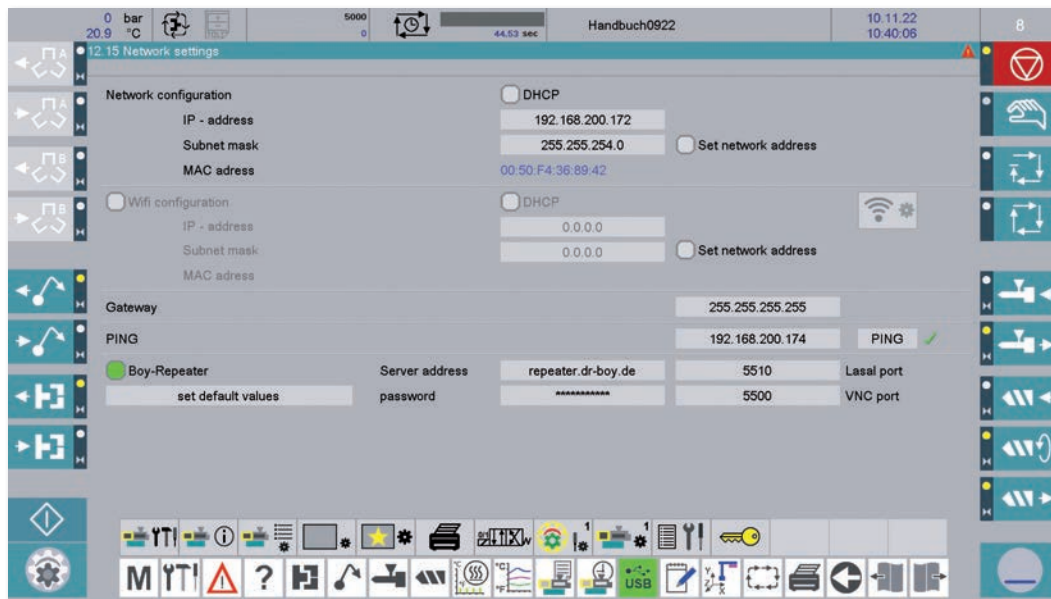 0 bar 5000 Handbuch0922 10.11.22 8
20.9 °C 0 44.53 sec 10:40:06
12.15 Network settings
Network configuration DHCP
IP - address 192.168.200.172
Subnet mask 255.255.254.0 Set network address
MAC adress 00:50:F4:36:89:42
Wifi configuration DHCP
IP - address 0.0.0.0
Subnet mask 0.0.0.0 Set network address
MAC adress
Gateway 255.255.255.255
PING 192.168.200.174 PING
Boy-Repeater Server address repeater.dr-boy.de 5510 Lasal port
set default values password *********** 5500 VNC port
A
A
B
B
1 1
M ? °C °C °F USB Y X Z